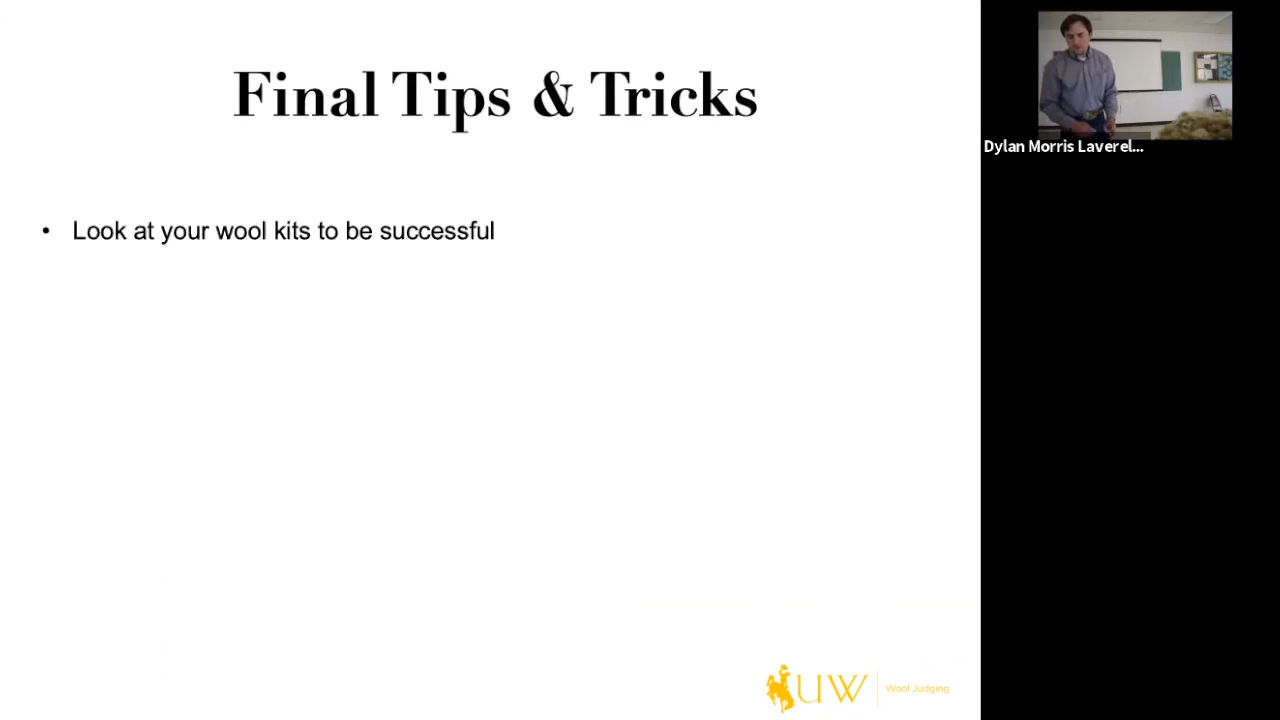 Final Tips & Tricks
• Look at your wool kits to be successful
Dylan Morris Laverel...
UW
Wool Judging